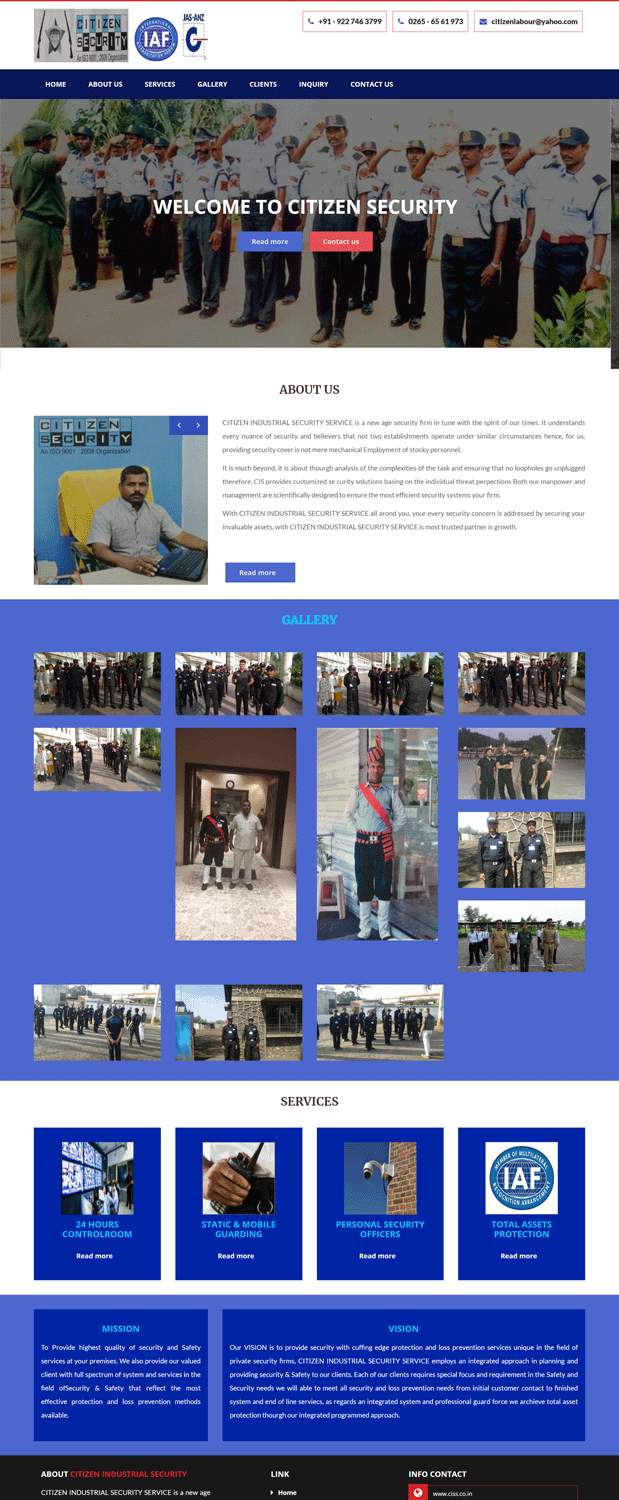 CITIZEN
SECURITY
An ISO 9001 : 2008 Organization
CIS
INTERNATIONAL
IAF
ACCREDITATION FORUM
JAS-ANZ
C
+91 - 922 746 3799
0265 - 65 61 973
citizenlabour@yahoo.com
HOME
ABOUT US
SERVICES
GALLERY
CLIENTS
INQUIRY
CONTACT US
WELCOME TO CITIZEN SECURITY
Read more
Contact us
ABOUT US
CITIZEN
SECURITY
An ISO 9001 : 2008 Organization
CITIZEN INDUSTRIAL SECURITY SERVICE is a new age security firm in tune with the spirit of our times. It understands
every nuance of security and believers that not two establishments operate under similar circumstances hence, for us,
providing security cover is not mere mechanical Employment of stocky personnel.
It is much beyond, it is about thourgh analysis of the complexities of the task and ensuring that no loopholes go unplugged
therefore. CIS provides customized se curity solutions basing on the individual threat perpections Both our manpower and
management are scientifically designed to ensure the most efficient security systems your firm.
With CITIZEN INDUSTRIAL SECURITY SERVICE all arond you, your every security concern is addressed by securing your
invaluable assets, with CITIZEN INDUSTRIAL SECURITY SERVICE is most trusted partner is growth.
Read more
GALLERY
SERVICES
24 HOURS
CONTROLROOM
Read more
STATIC & MOBILE
GUARDING
Read more
PERSONAL SECURITY
OFFICERS
Read more
MEMBER OF MULTILATERAL
IAF
RECOGNITION ARRANGEMENT
TOTAL ASSETS
PROTECTION
Read more
MISSION
To Provide highest quality of security and Safety
services at your premises. We also provide our valued
client with full spectrum of system and services in the
field ofSecurity & Safety that reflect the most
effective protection and loss prevention methods
available.
VISION
Our VISION is to provide security with cuffing edge protection and loss prevention services unique in the field of
private security firms, CITIZEN INDUSTRIAL SECURITY SERVICE employs an integrated approach in planning and
providing security & Safety to our clients. Each of our clients requires special focus and requirement in the Safety and
Security needs we will able to meet all security and loss prevention needs from initial customer contact to finished
system and end of line servivcs, as regards an integrated system and professional guard force we archieve total asset
protection thourgh our integrated programmed approach.
ABOUT CITIZEN INDUSTRIAL SECURITY
CITIZEN INDUSTRIAL SECURITY SERVICE is a new age
LINK
Home
INFO CONTACT
www.ciss.co.in